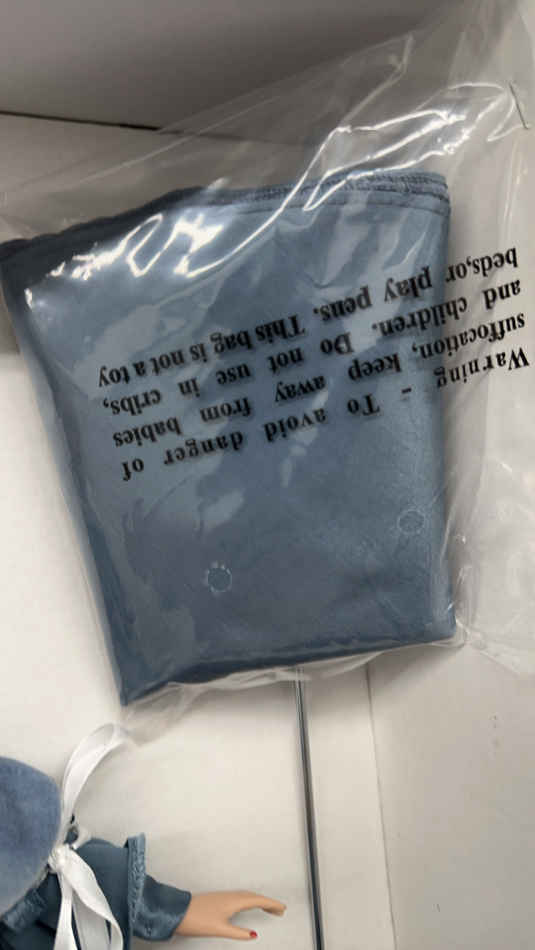 Warning - To avoid danger of
suffocation, keep away from babies
and children. Do not use in cribs,
beds,or play pens. This bag is not a toy